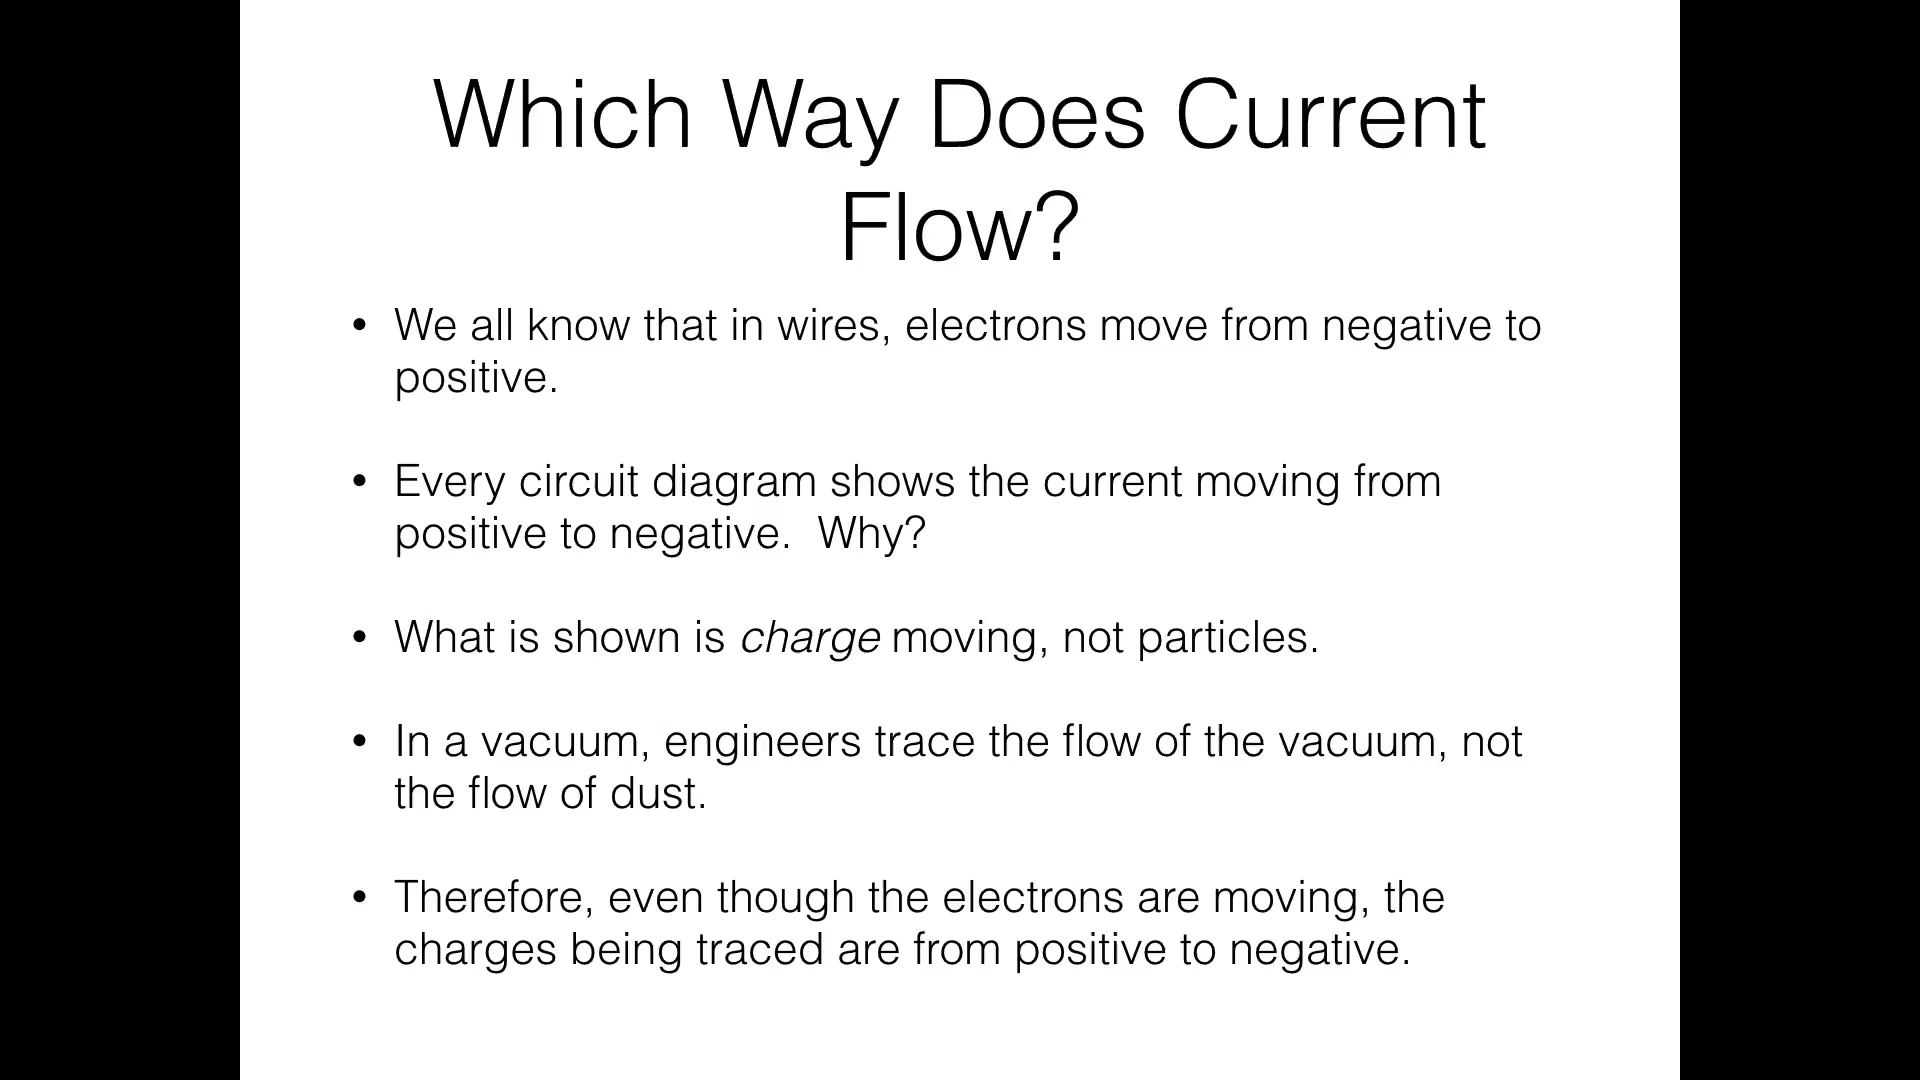 Which Way Does Current
Flow?
• We all know that in wires, electrons move from negative to
positive.
• Every circuit diagram shows the current moving from
positive to negative.  Why?
• What is shown is charge moving, not particles.
• In a vacuum, engineers trace the flow of the vacuum, not
the flow of dust.
• Therefore, even though the electrons are moving, the
charges being traced are from positive to negative.